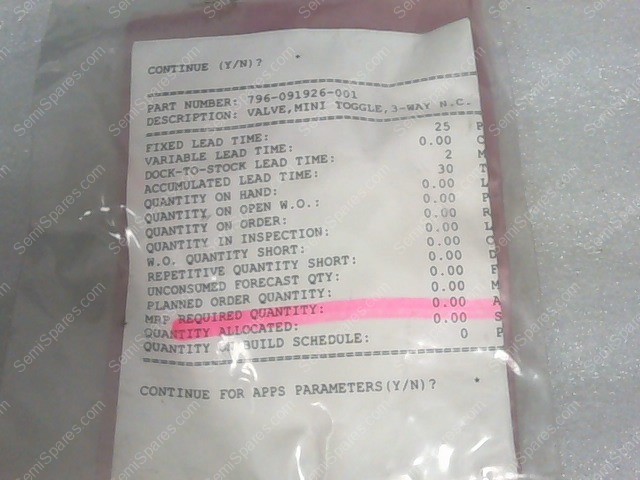 CONTINUE (Y/N)? *
PART NUMBER: 796-091926-001
DESCRIPTION: VALVE,MINI TOGGLE,3-WAY N.C.
FIXED LEAD TIME: 25 P
VARIABLE LEAD TIME: 0.00 C
DOCK-TO-STOCK LEAD TIME: 2 M
ACCUMULATED LEAD TIME: 30 T
QUANTITY ON HAND: 0.00 L
QUANTITY ON OPEN W.O.: 0.00 P
QUANTITY ON ORDER: 0.00 R
QUANTITY IN INSPECTION: 0.00 L
W.O. QUANTITY SHORT: 0.00 O
REPETITIVE QUANTITY SHORT: 0.00 D
UNCONSUMED FORECAST QTY: 0.00 F
PLANNED ORDER QUANTITY: 0.00 M
MRP REQUIRED QUANTITY: 0.00 A
QUANTITY ALLOCATED: 0.00 S
QUANTITY BUILD SCHEDULE: 0 P
CONTINUE FOR APPS PARAMETERS(Y/N)? *
SemiSpares.com